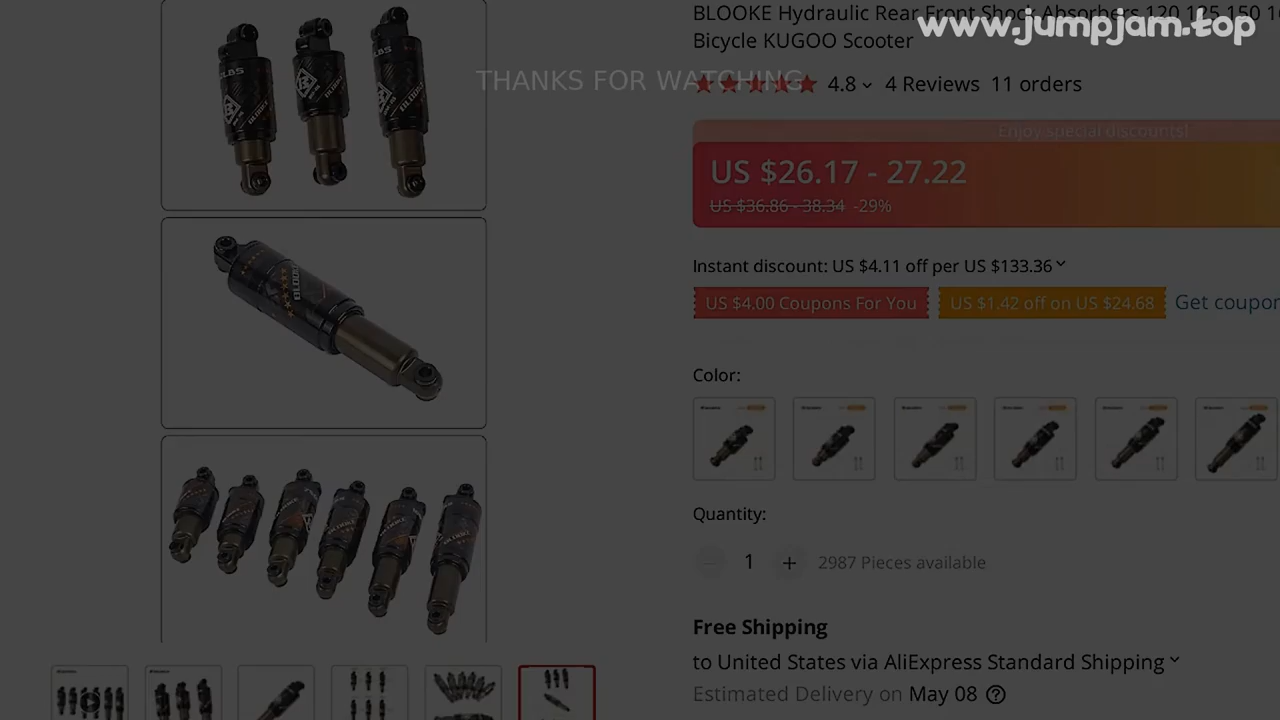 BLOOKE Hydraulic Rear Front Shock Absorbers 120 125 150
www.jumpjam.top
Bicycle KUGOO Scooter
THANKS FOR WATCHING
4.8 4 Reviews 11 orders
Enjoy special discounts!
US $26.17 - 27.22
US $36.86 - 38.34 -29%
Instant discount: US $4.11 off per US $133.36
US $4.00 Coupons For You
US $1.42 off on US $24.68
Get
Color:
Quantity:
1 + 2987 Pieces available
Free Shipping
to United States via AliExpress Standard Shipping
Estimated Delivery on May 08